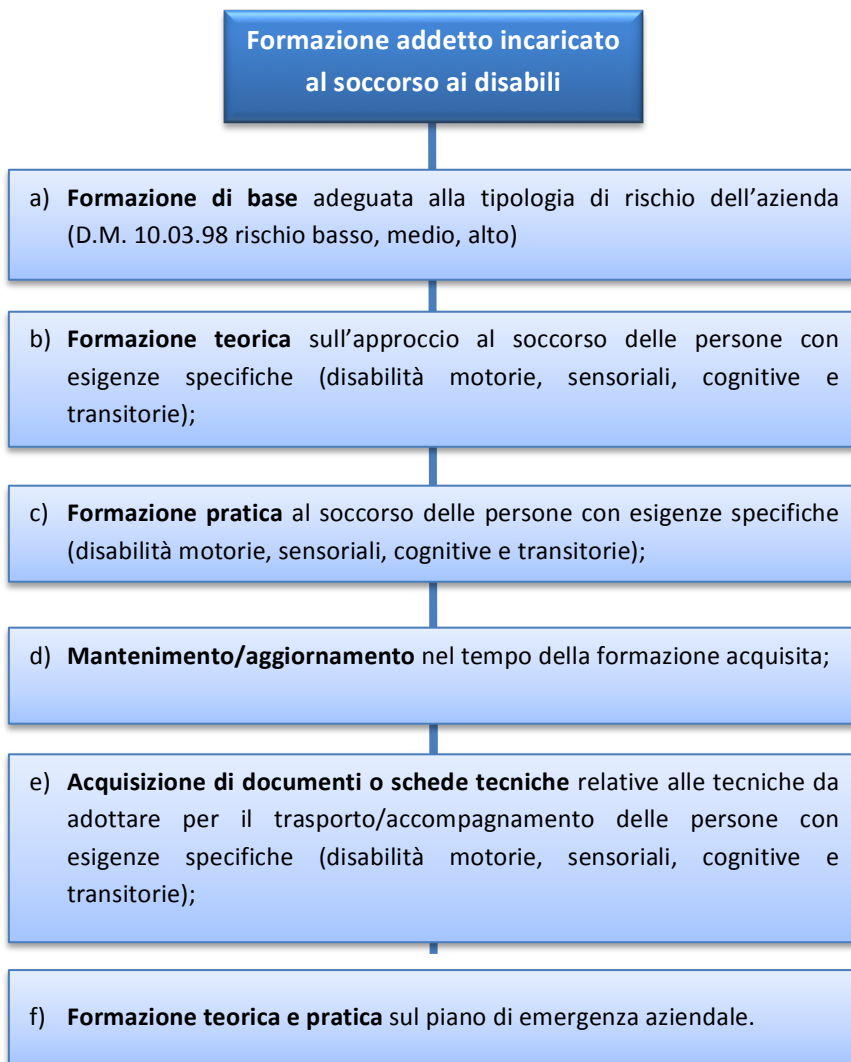 Formazione addetto incaricato
al soccorso ai disabili
a) Formazione di base adeguata alla tipologia di rischio dell’azienda
(D.M. 10.03.98 rischio basso, medio, alto)
b) Formazione teorica sull’approccio al soccorso delle persone con
esigenze specifiche (disabilità motorie, sensoriali, cognitive e
transitorie);
c) Formazione pratica al soccorso delle persone con esigenze specifiche
(disabilità motorie, sensoriali, cognitive e transitorie);
d) Mantenimento/aggiornamento nel tempo della formazione acquisita;
e) Acquisizione di documenti o schede tecniche relative alle tecniche da
adottare per il trasporto/accompagnamento delle persone con
esigenze specifiche (disabilità motorie, sensoriali, cognitive e
transitorie);
f) Formazione teorica e pratica sul piano di emergenza aziendale.